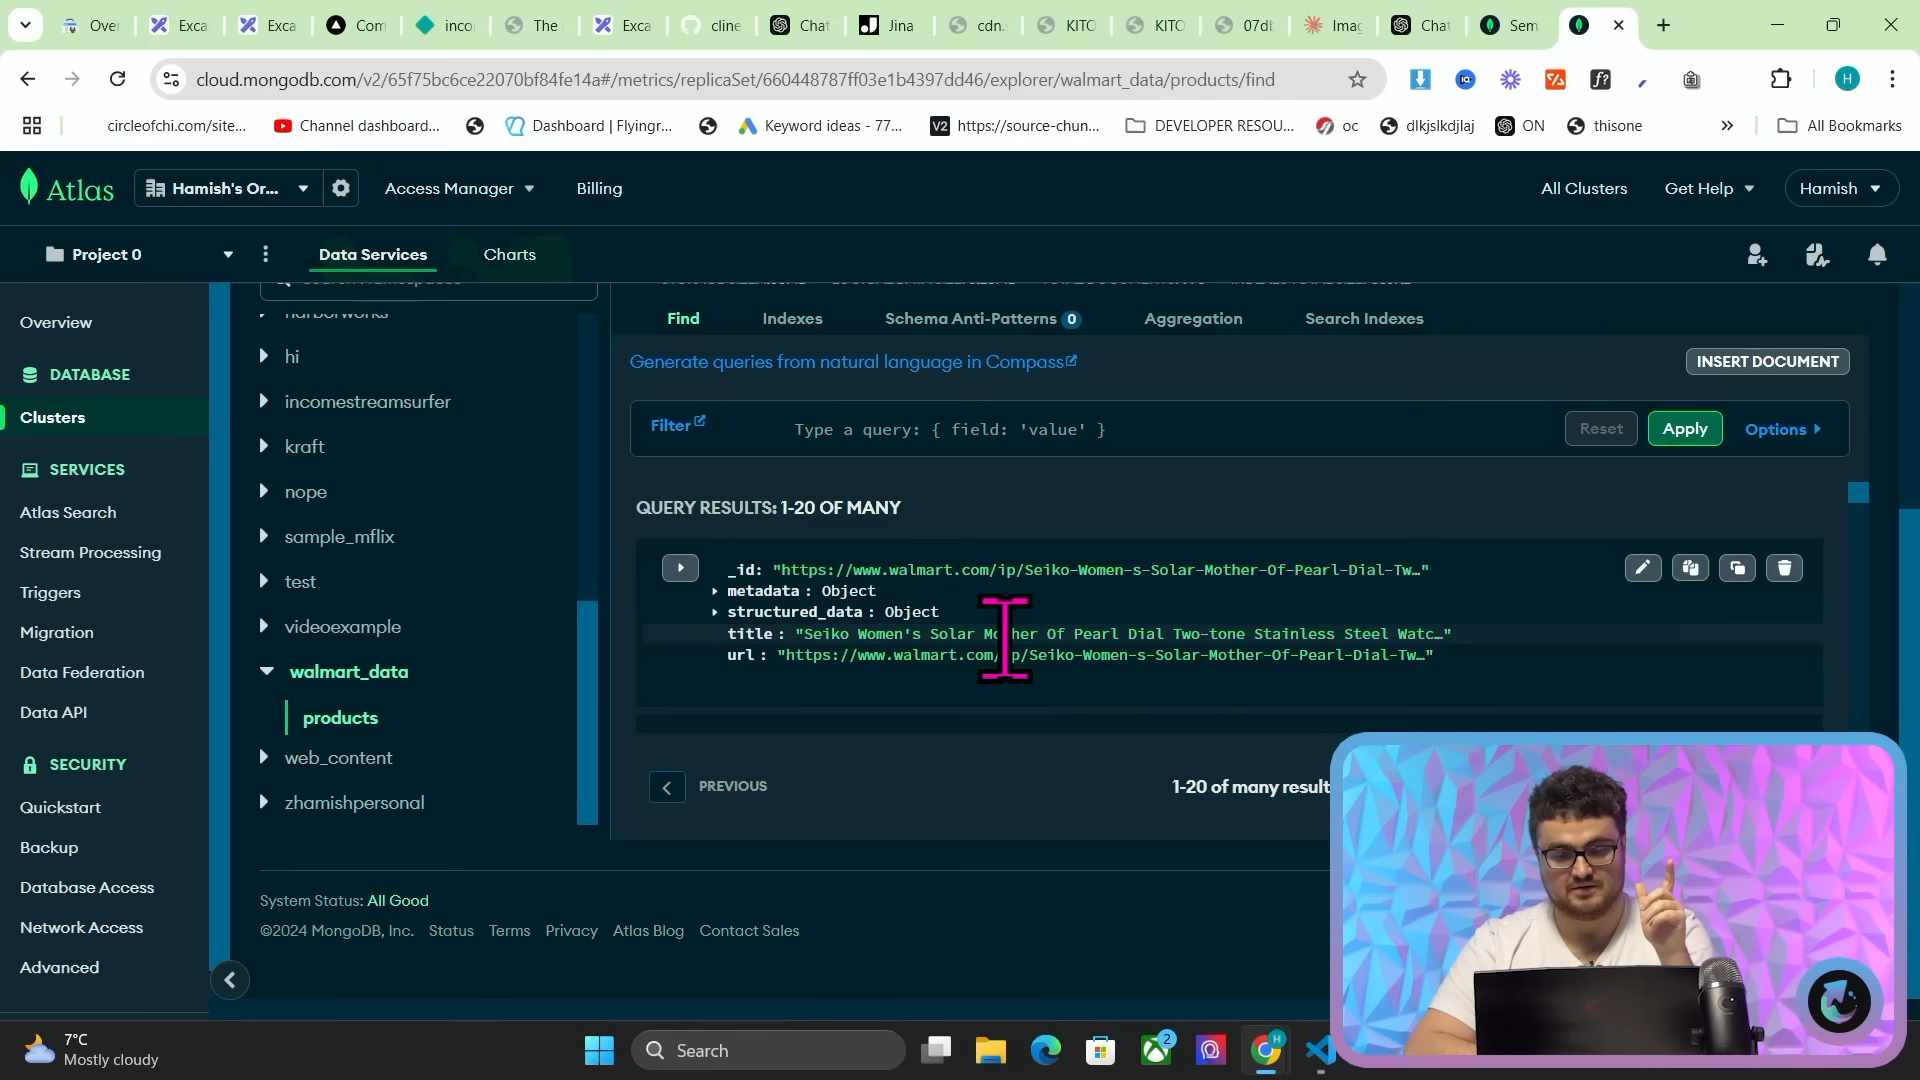 Over
Exca
Exca
Com
inco
The
Exca
cline
Chat
Jina
cdn.
KITO
KITO
07db
Imag
Chat
Sem
cloud.mongodb.com/v2/65f75bc6ce22070bf84fe14a#/metrics/replicaSet/660448787ff03e1b4397dd46/explorer/walmart_data/products/find
H
circleofchi.com/site...
Channel dashboard...
Dashboard | Flyingr...
Keyword ideas - 77...
V2 https://source-chun...
DEVELOPER RESOU...
oc
dlkjslkdjlaj
ON
thisone
All Bookmarks
Atlas
Hamish's Or...
Access Manager
Billing
All Clusters
Get Help
Hamish
Project 0
Data Services
Charts
Overview
DATABASE
Clusters
SERVICES
Atlas Search
Stream Processing
Triggers
Migration
Data Federation
Data API
SECURITY
Quickstart
Backup
Database Access
Network Access
Advanced
harborworks
hi
incomestreamsurfer
kraft
nope
sample_mflix
test
videoexample
walmart_data
products
web_content
zhamishpersonal
Find
Indexes
Schema Anti-Patterns 0
Aggregation
Search Indexes
Generate queries from natural language in Compass
INSERT DOCUMENT
Filter
Type a query: { field: 'value' }
Reset
Apply
Options
QUERY RESULTS: 1-20 OF MANY
_id: "https://www.walmart.com/ip/Seiko-Women-s-Solar-Mother-Of-Pearl-Dial-Tw…"
metadata : Object
structured_data : Object
title : "Seiko Women's Solar Mother Of Pearl Dial Two-tone Stainless Steel Watc…"
url : "https://www.walmart.com/ip/Seiko-Women-s-Solar-Mother-Of-Pearl-Dial-Tw…"
PREVIOUS
1-20 of many result
System Status: All Good
©2024 MongoDB, Inc.
Status
Terms
Privacy
Atlas Blog
Contact Sales
7°C
Mostly cloudy
Search
2
H